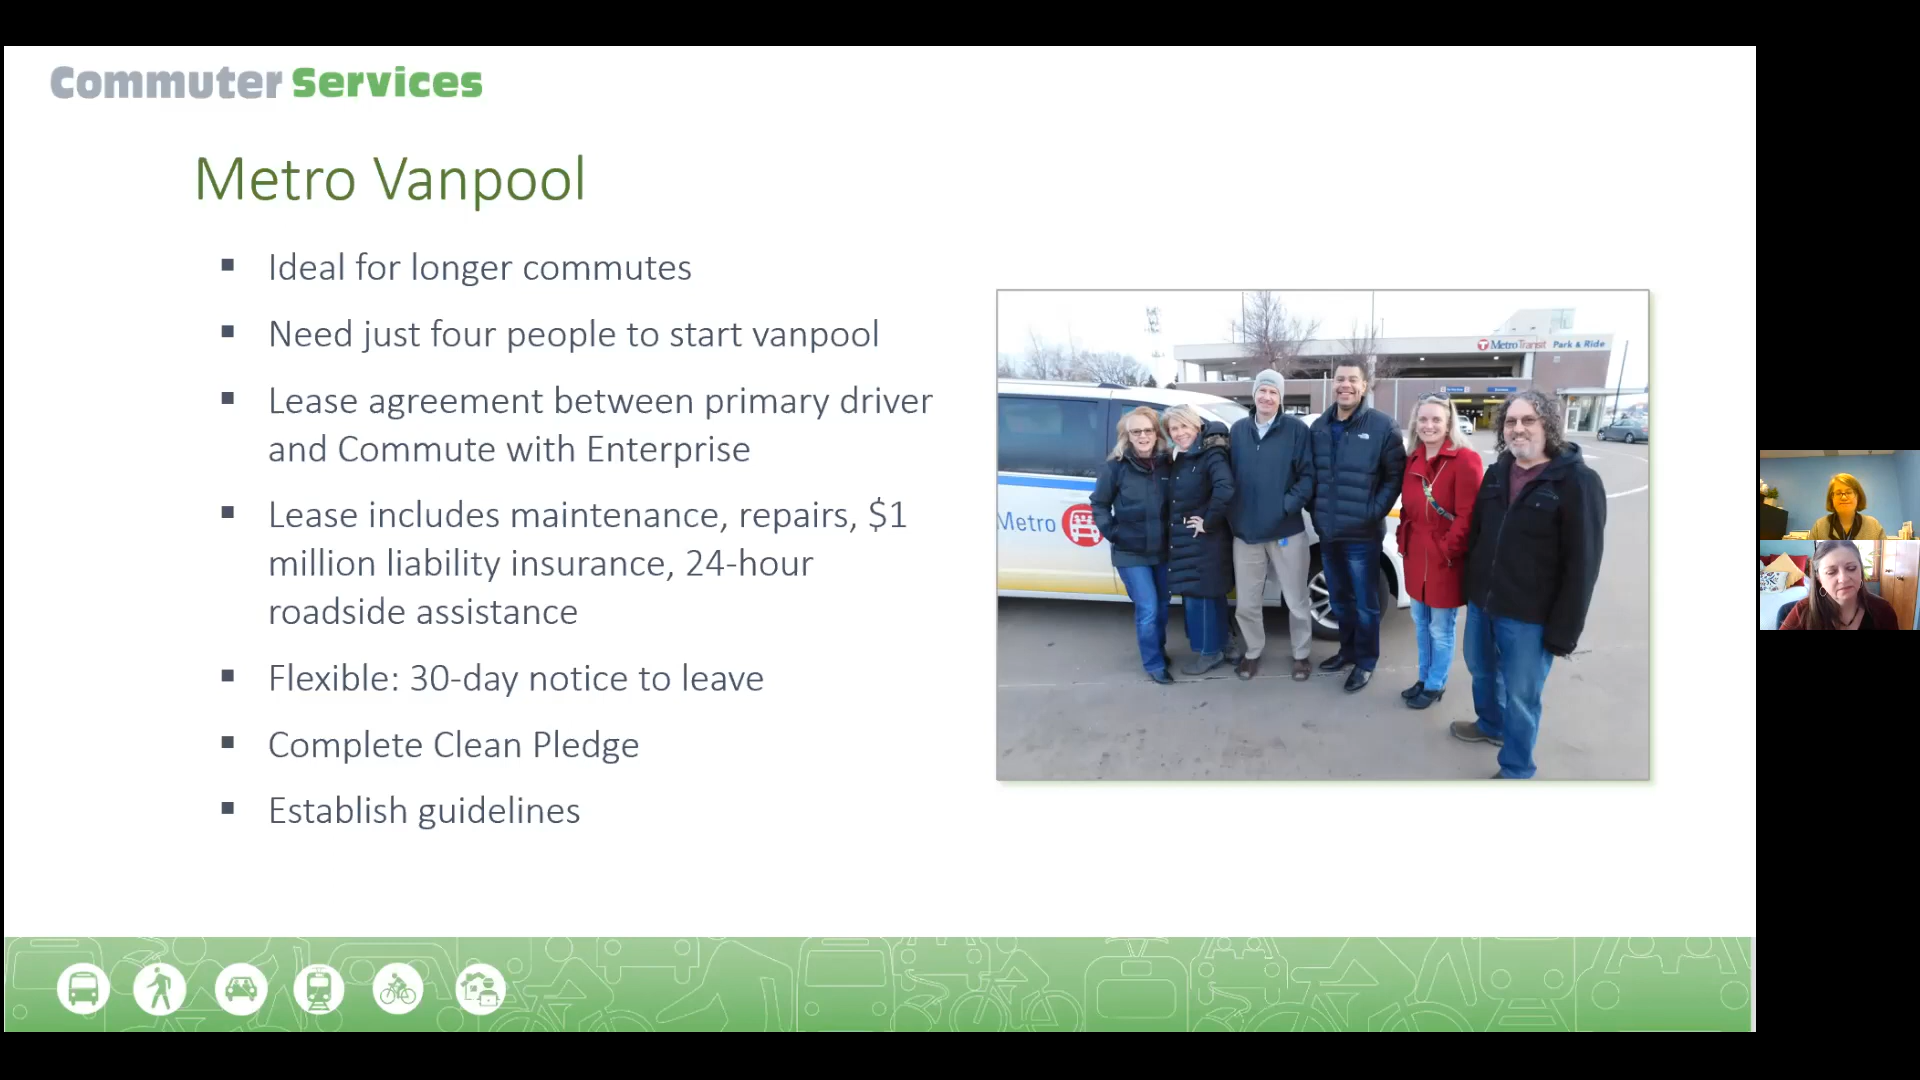 Commuter Services
Metro Vanpool
Ideal for longer commutes
Need just four people to start vanpool
Lease agreement between primary driver
and Commute with Enterprise
Lease includes maintenance, repairs, $1
million liability insurance, 24-hour
roadside assistance
Flexible: 30-day notice to leave
Complete Clean Pledge
Establish guidelines
MetroTransit Park & Ride
Metro